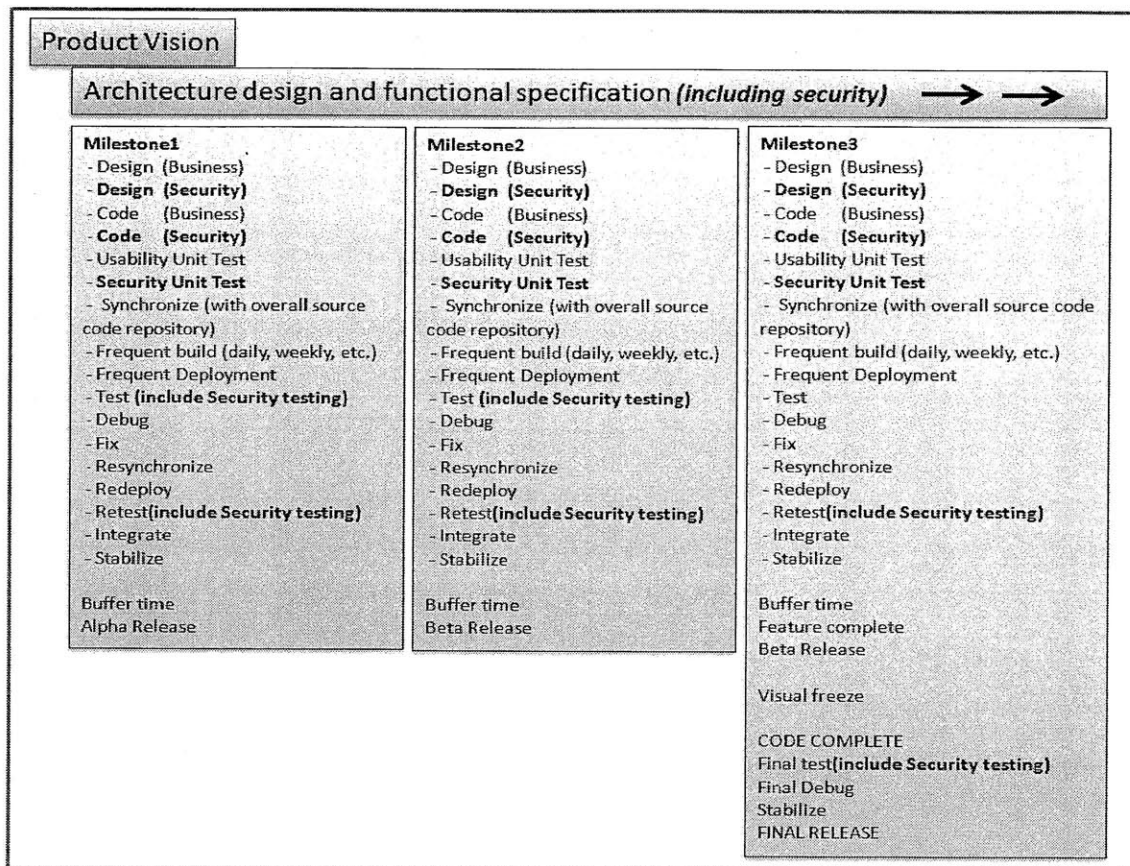 Product Vision
Architecture design and functional specification (including security)
Milestone1
- Design (Business)
- Design (Security)
- Code (Business)
- Code (Security)
- Usability Unit Test
- Security Unit Test
- Synchronize (with overall source
code repository)
- Frequent build (daily, weekly, etc.)
- Frequent Deployment
- Test (include Security testing)
- Debug
- Fix
- Resynchronize
- Redeploy
- Retest(include Security testing)
- Integrate
- Stabilize
Buffer time
Alpha Release
Milestone2
- Design (Business)
- Design (Security)
- Code (Business)
- Code (Security)
- Usability Unit Test
- Security Unit Test
- Synchronize (with overall source
code repository)
- Frequent build (daily, weekly, etc.)
- Frequent Deployment
- Test (include Security testing)
- Debug
- Fix
- Resynchronize
- Redeploy
- Retest(include Security testing)
- Integrate
- Stabilize
Buffer time
Beta Release
Milestone3
- Design (Business)
- Design (Security)
- Code (Business)
- Code (Security)
- Usability Unit Test
- Security Unit Test
- Synchronize (with overall source code
repository)
- Frequent build (daily, weekly, etc.)
- Frequent Deployment
- Test
- Debug
- Fix
- Resynchronize
- Redeploy
- Retest(include Security testing)
- Integrate
- Stabilize
Buffer time
Feature complete
Beta Release
Visual freeze
CODE COMPLETE
Final test(include Security testing)
Final Debug
Stabilize
FINAL RELEASE